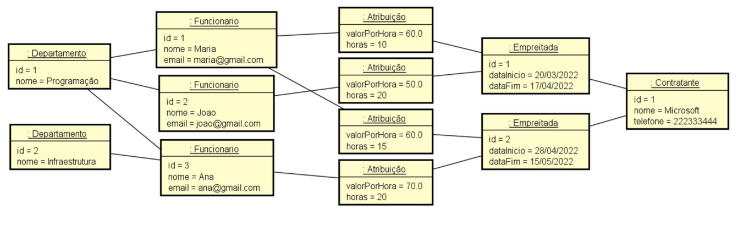 : Departamento
id = 1
nome = Programação
: Departamento
id = 2
nome = Infraestrutura
: Funcionario
id = 1
nome = Maria
email = maria@gmail.com
: Funcionario
id = 2
nome = Joao
email = joao@gmail.com
: Funcionario
id = 3
nome = Ana
email = ana@gmail.com
: Atribuição
valorPorHora = 60.0
horas = 10
: Atribuição
valorPorHora = 50.0
horas = 20
: Atribuição
valorPorHora = 60.0
horas = 15
: Atribuição
valorPorHora = 70.0
horas = 20
: Empreitada
id = 1
dataInicio = 20/03/2022
dataFim = 17/04/2022
: Empreitada
id = 2
dataInicio = 28/04/2022
dataFim = 15/05/2022
: Contratante
id = 1
nome = Microsoft
telefone = 222333444